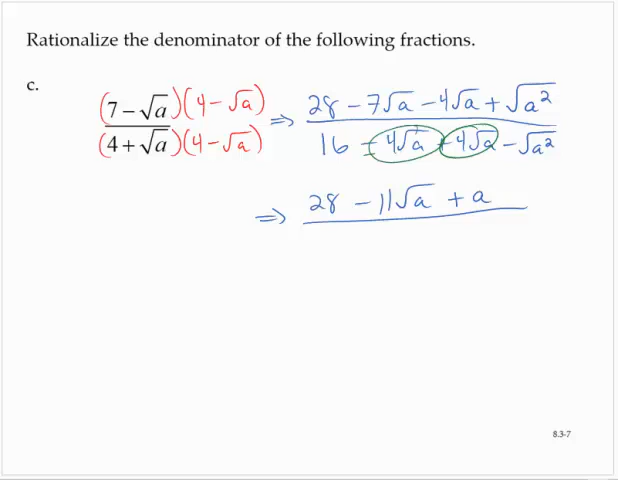 Rationalize the denominator of the following fractions.
c.
(7 − √a)(4 − √a) ⇒ 28 − 7√a − 4√a + √a²
(4 + √a)(4 − √a) 16 − 4√a + 4√a − √a²
⇒ 28 − 11√a + a
8.3-7